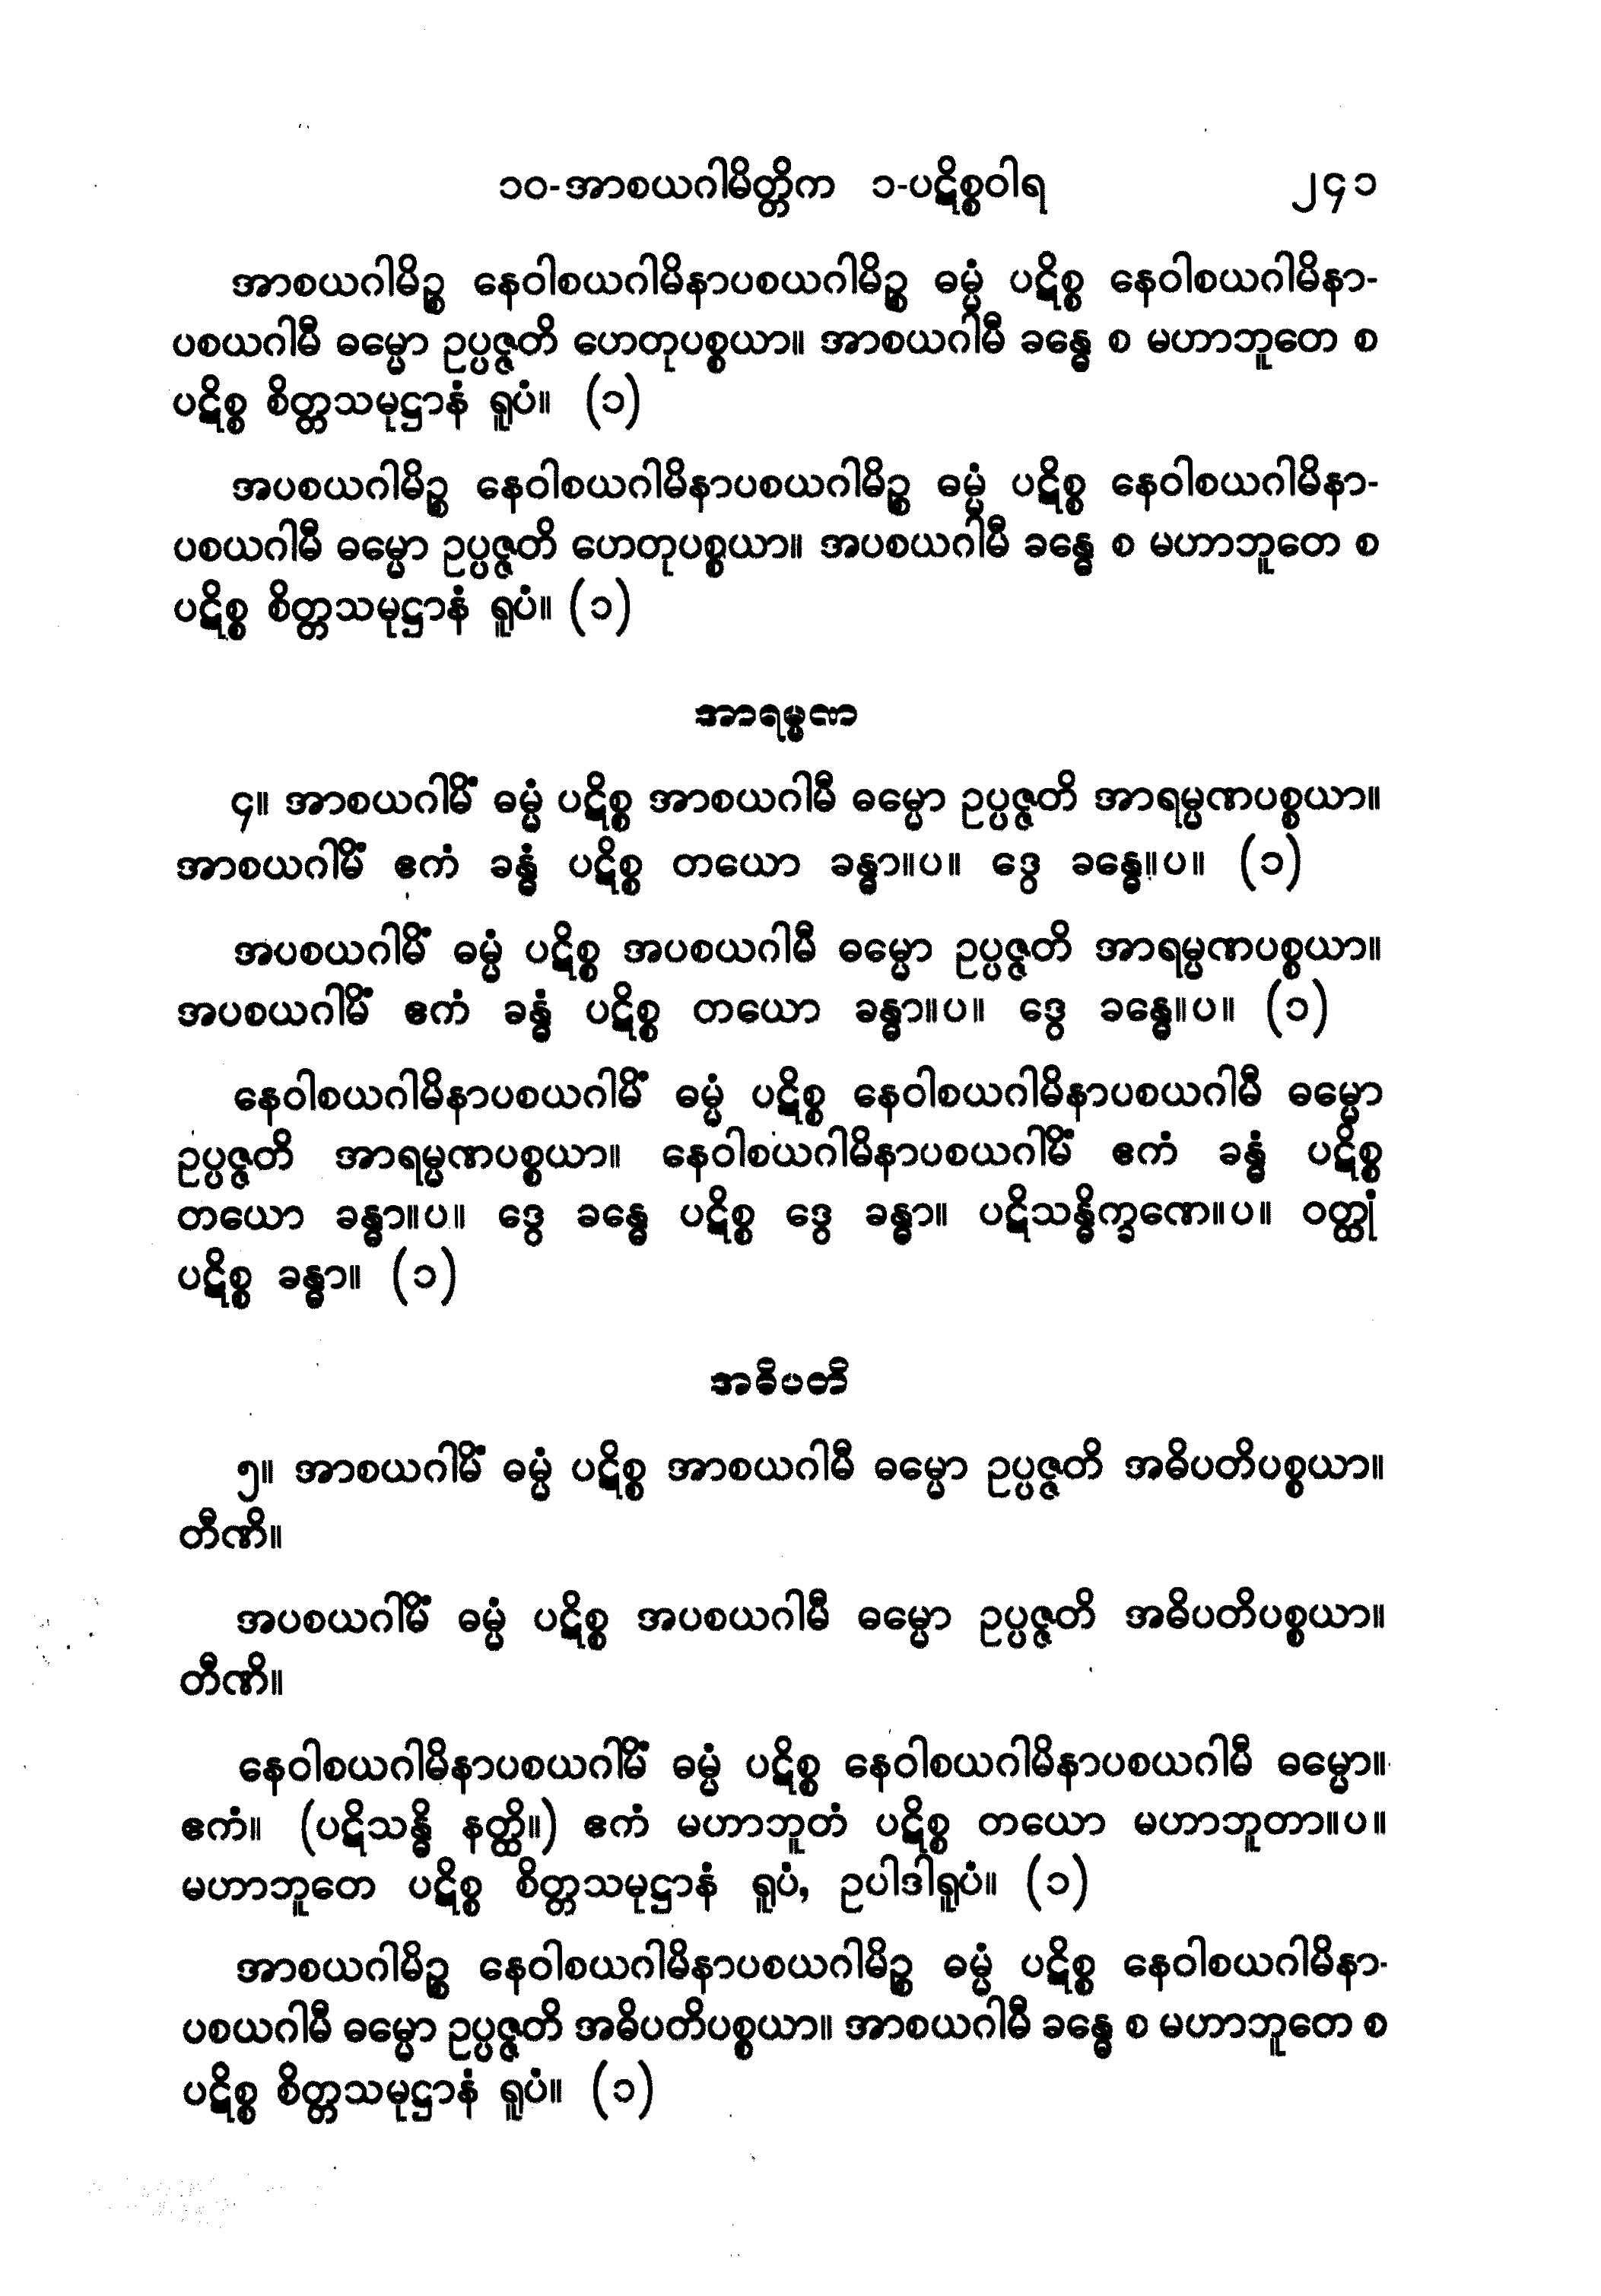 ၁၀-အာစယဂါမိတ္တိက ၁-ပဋိစ္စဝါရ ၂၄၁
အာစယဂါမိဉ္စ နေဝါစယဂါမိနာပစယဂါမိဉ္စ ဓမ္မံ ပဋိစ္စ နေဝါစယဂါမိနာ-
ပစယဂါမီ ဓမ္မော ဥပ္ပဇ္ဇတိ ဟေတုပစ္စယာ။ အာစယဂါမီ ခန္ဓေ စ မဟာဘူတေ စ
ပဋိစ္စ စိတ္တသမုဋ္ဌာနံ ရူပံ။ (၁)
အပစယဂါမိဉ္စ နေဝါစယဂါမိနာပစယဂါမိဉ္စ ဓမ္မံ ပဋိစ္စ နေဝါစယဂါမိနာ-
ပစယဂါမီ ဓမ္မော ဥပ္ပဇ္ဇတိ ဟေတုပစ္စယာ။ အပစယဂါမီ ခန္ဓေ စ မဟာဘူတေ စ
ပဋိစ္စ စိတ္တသမုဋ္ဌာနံ ရူပံ။ (၁)
အာရမ္မဏ
၄။ အာစယဂါမိံ ဓမ္မံ ပဋိစ္စ အာစယဂါမီ ဓမ္မော ဥပ္ပဇ္ဇတိ အာရမ္မဏပစ္စယာ။
အာစယဂါမိံ ဧကံ ခန္ဓံ ပဋိစ္စ တယော ခန္ဓာ။ပ။ ဒွေ ခန္ဓေ။ပ။ (၁)
အပစယဂါမိံ ဓမ္မံ ပဋိစ္စ အပစယဂါမီ ဓမ္မော ဥပ္ပဇ္ဇတိ အာရမ္မဏပစ္စယာ။
အပစယဂါမိံ ဧကံ ခန္ဓံ ပဋိစ္စ တယော ခန္ဓာ။ပ။ ဒွေ ခန္ဓေ။ပ။ (၁)
နေဝါစယဂါမိနာပစယဂါမိံ ဓမ္မံ ပဋိစ္စ နေဝါစယဂါမိနာပစယဂါမီ ဓမ္မော
ဥပ္ပဇ္ဇတိ အာရမ္မဏပစ္စယာ။ နေဝါစယဂါမိနာပစယဂါမိံ ဧကံ ခန္ဓံ ပဋိစ္စ
တယော ခန္ဓာ။ပ။ ဒွေ ခန္ဓေ ပဋိစ္စ ဒွေ ခန္ဓာ။ ပဋိသန္ဓိက္ခဏေ။ပ။ ဝတ္ထုံ
ပဋိစ္စ ခန္ဓာ။ (၁)
အဓိပတိ
၅။ အာစယဂါမိံ ဓမ္မံ ပဋိစ္စ အာစယဂါမီ ဓမ္မော ဥပ္ပဇ္ဇတိ အဓိပတိပစ္စယာ။
တီဏိ။
အပစယဂါမိံ ဓမ္မံ ပဋိစ္စ အပစယဂါမီ ဓမ္မော ဥပ္ပဇ္ဇတိ အဓိပတိပစ္စယာ။
တီဏိ။
နေဝါစယဂါမိနာပစယဂါမိံ ဓမ္မံ ပဋိစ္စ နေဝါစယဂါမိနာပစယဂါမီ ဓမ္မော။
ဧကံ။ (ပဋိသန္ဓိ နတ္ထိ။) ဧကံ မဟာဘူတံ ပဋိစ္စ တယော မဟာဘူတာ။ပ။
မဟာဘူတေ ပဋိစ္စ စိတ္တသမုဋ္ဌာနံ ရူပံ, ဥပါဒါရူပံ။ (၁)
အာစယဂါမိဉ္စ နေဝါစယဂါမိနာပစယဂါမိဉ္စ ဓမ္မံ ပဋိစ္စ နေဝါစယဂါမိနာ-
ပစယဂါမီ ဓမ္မော ဥပ္ပဇ္ဇတိ အဓိပတိပစ္စယာ။ အာစယဂါမီ ခန္ဓေ စ မဟာဘူတေ စ
ပဋိစ္စ စိတ္တသမုဋ္ဌာနံ ရူပံ။ (၁)